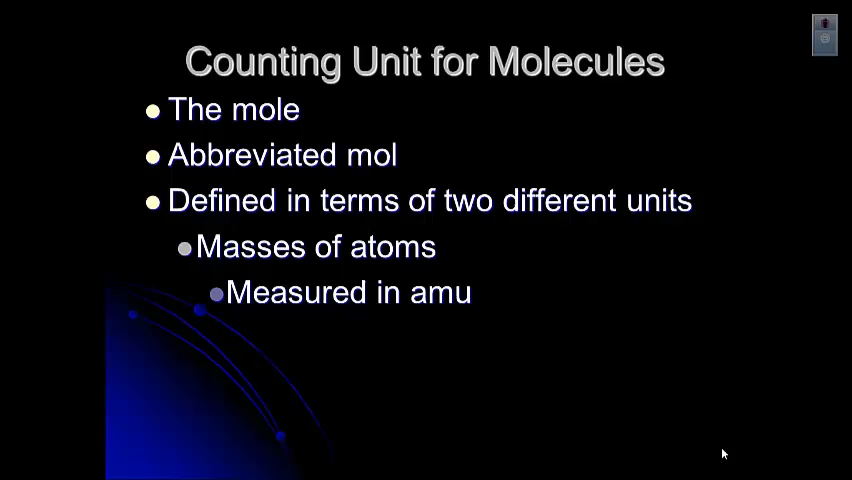 Counting Unit for Molecules
The mole
Abbreviated mol
Defined in terms of two different units
Masses of atoms
Measured in amu